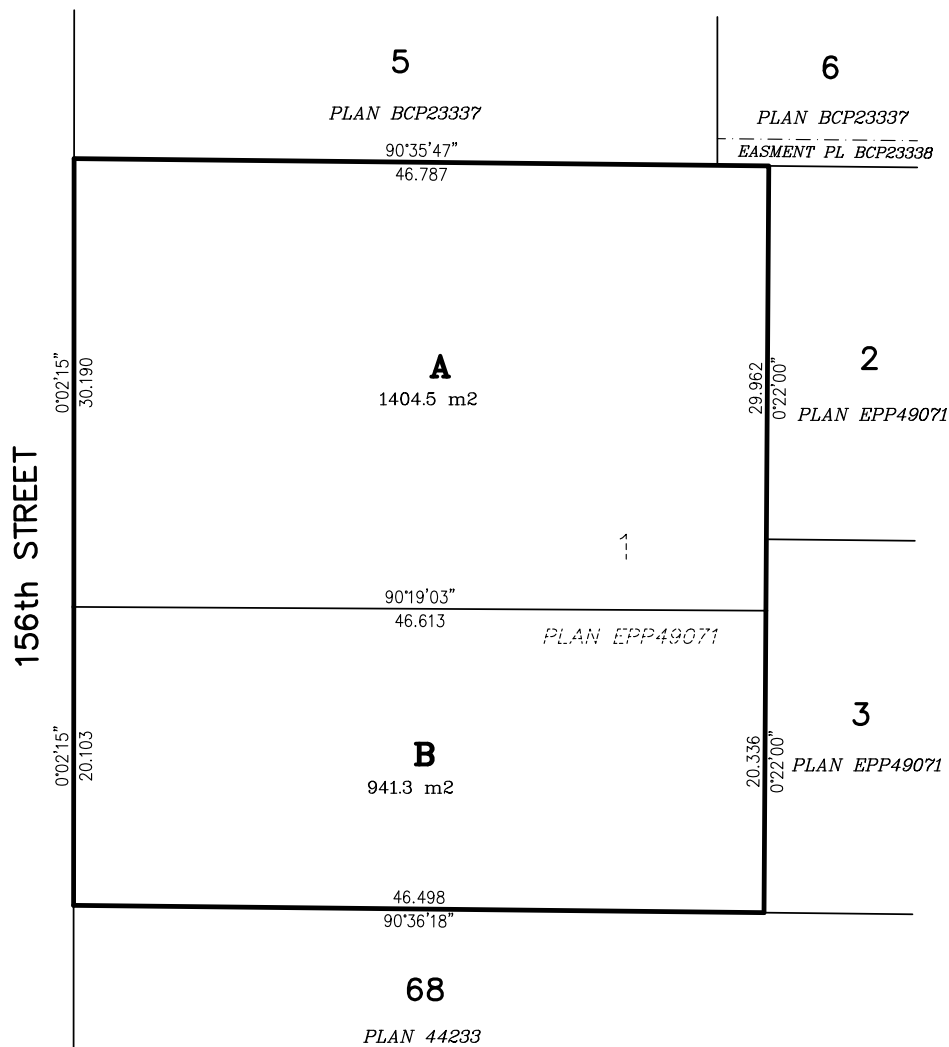 5
PLAN BCP23337
6
PLAN BCP23337
EASMENT PL BCP23338
90°35'47"
46.787
0°02'15"
30.190
A
1404.5 m2
29.962
0°22'00"
2
PLAN EPP49071
156th STREET
1
90°19'03"
46.613
PLAN EPP49071
0°02'15"
20.103
B
941.3 m2
20.336
0°22'00"
3
PLAN EPP49071
46.498
90°36'18"
68
PLAN 44233